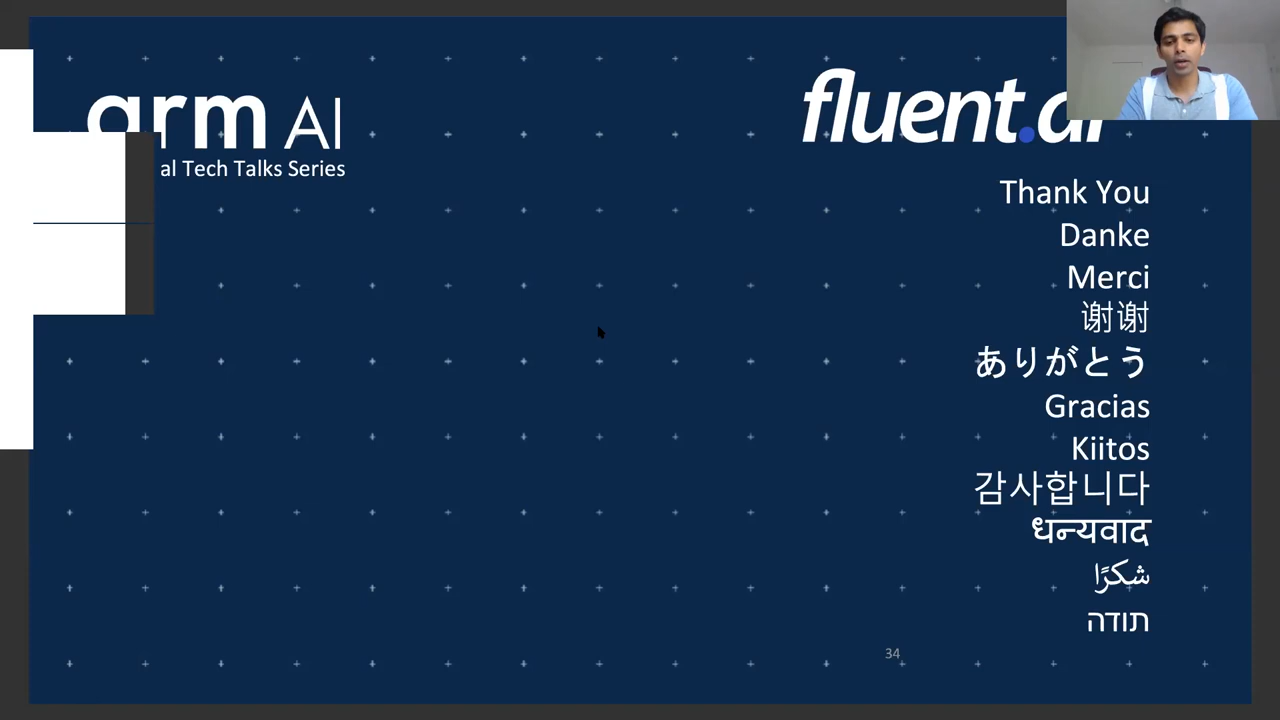 arm AI
al Tech Talks Series
fluent.ai
Thank You
Danke
Merci
谢谢
ありがとう
Gracias
Kiitos
감사합니다
धन्यवाद
شكرًا
תודה
34